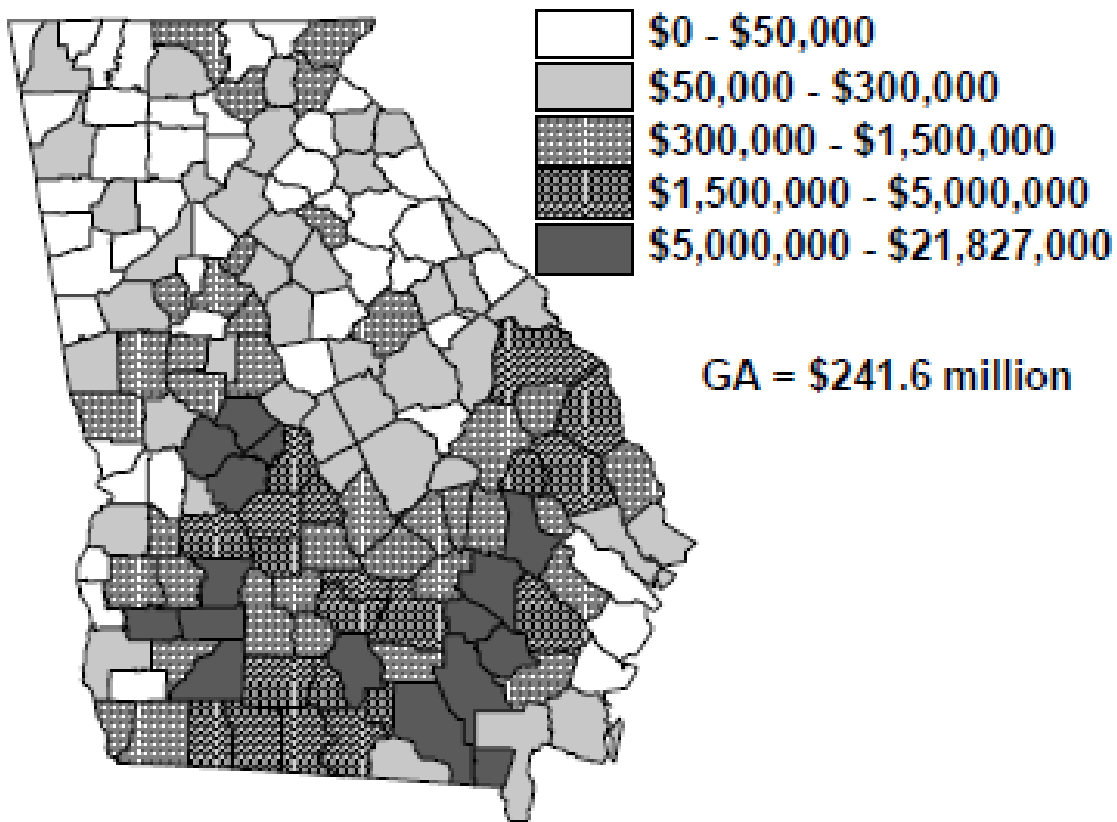 $0 - $50,000
$50,000 - $300,000
$300,000 - $1,500,000
$1,500,000 - $5,000,000
$5,000,000 - $21,827,000
GA = $241.6 million